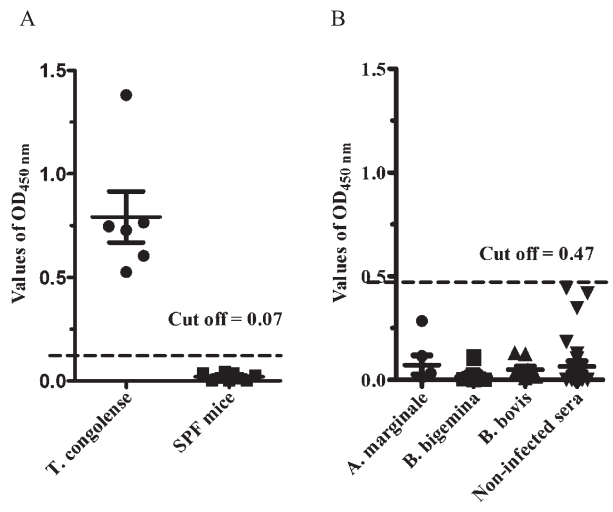 A
B
1.5
1.0
0.5
0.0
Values of OD450 nm
Cut off = 0.07
T. congolense
SPF mice
1.5
1.0
0.5
0.0
Values of OD450 nm
Cut off = 0.47
A. marginale
B. bigemina
B. bovis
Non-infected sera